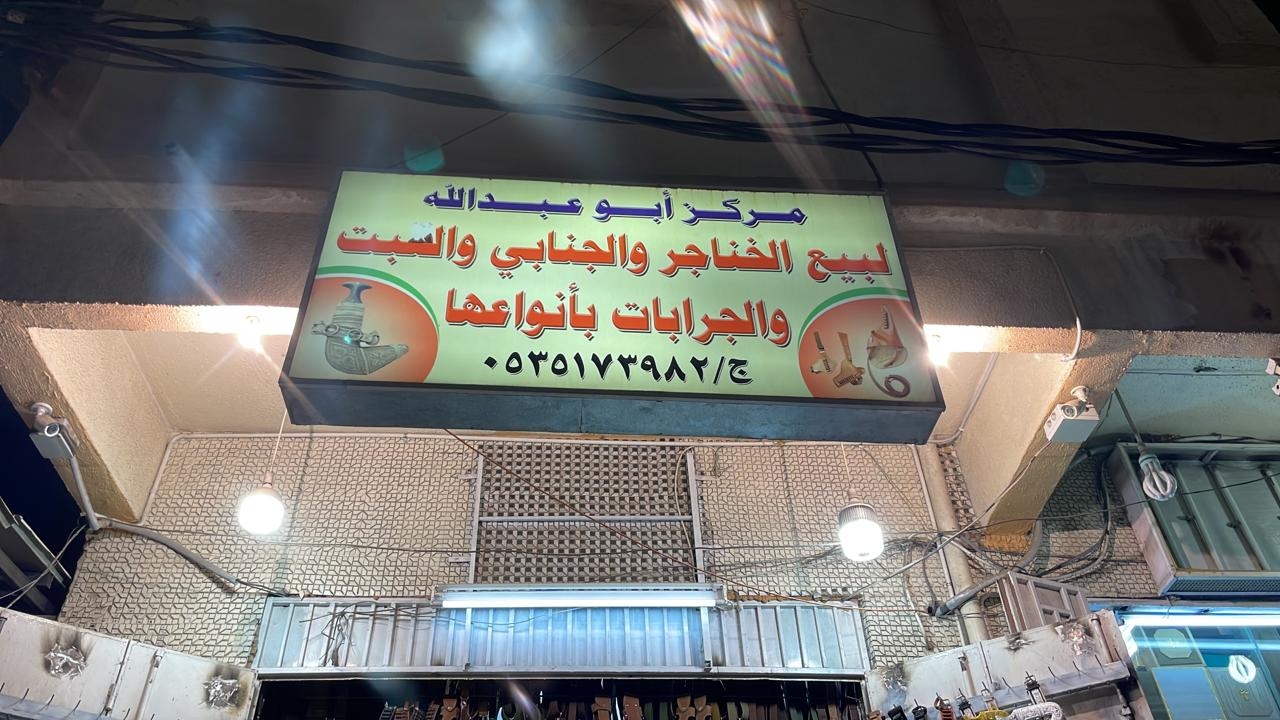 مركز أبو عبدالله
لبيع الخناجر والجنابي والسبت
والجرابات بأنواعها
ج/٠٥٣٥١٧٣٩٨٢